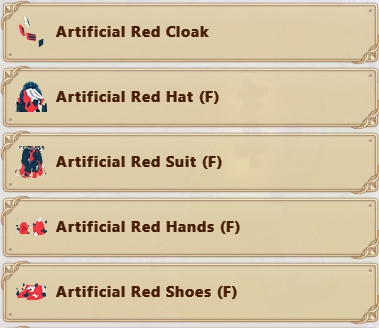 Artificial Red Cloak
Artificial Red Hat (F)
Artificial Red Suit (F)
Artificial Red Hands (F)
Artificial Red Shoes (F)